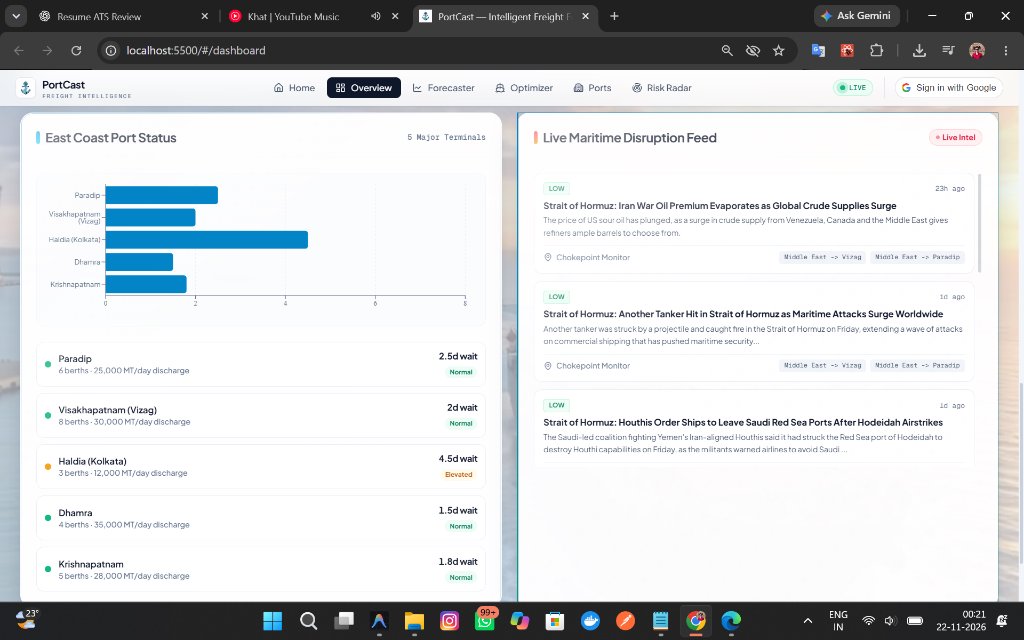 Resume ATS Review
Khat | YouTube Music
PortCast — Intelligent Freight F
Ask Gemini
localhost:5500/#/dashboard
PortCast
FREIGHT INTELLIGENCE
Home
Overview
Forecaster
Optimizer
Ports
Risk Radar
LIVE
Sign in with Google
East Coast Port Status
5 Major Terminals
Paradip
Visakhapatnam
(Vizag)
Haldia (Kolkata)
Dhamra
Krishnapatnam
0 2 4 6 8
Paradip
6 berths · 25,000 MT/day discharge
2.5d wait
Normal
Visakhapatnam (Vizag)
8 berths · 30,000 MT/day discharge
2d wait
Normal
Haldia (Kolkata)
3 berths · 12,000 MT/day discharge
4.5d wait
Elevated
Dhamra
4 berths · 35,000 MT/day discharge
1.5d wait
Normal
Krishnapatnam
5 berths · 28,000 MT/day discharge
1.8d wait
Normal
Live Maritime Disruption Feed
Live Intel
LOW
23h ago
Strait of Hormuz: Iran War Oil Premium Evaporates as Global Crude Supplies Surge
The price of US sour oil has plunged, as a surge in crude supply from Venezuela, Canada and the Middle East gives
refiners ample barrels to choose from.
Chokepoint Monitor
Middle East -> Vizag
Middle East -> Paradip
LOW
1d ago
Strait of Hormuz: Another Tanker Hit in Strait of Hormuz as Maritime Attacks Surge Worldwide
Another tanker was struck by a projectile and caught fire in the Strait of Hormuz on Friday, extending a wave of attacks
on commercial shipping that has pushed maritime security...
Chokepoint Monitor
Middle East -> Vizag
Middle East -> Paradip
LOW
1d ago
Strait of Hormuz: Houthis Order Ships to Leave Saudi Red Sea Ports After Hodeidah Airstrikes
The Saudi-led coalition fighting Yemen's Iran-aligned Houthis said it had struck the Red Sea port of Hodeidah to
destroy Houthi capabilities on Friday, as the militants warned airlines to avoid Saudi....
23°
99+
ENG
IN
00:21
22-11-2026